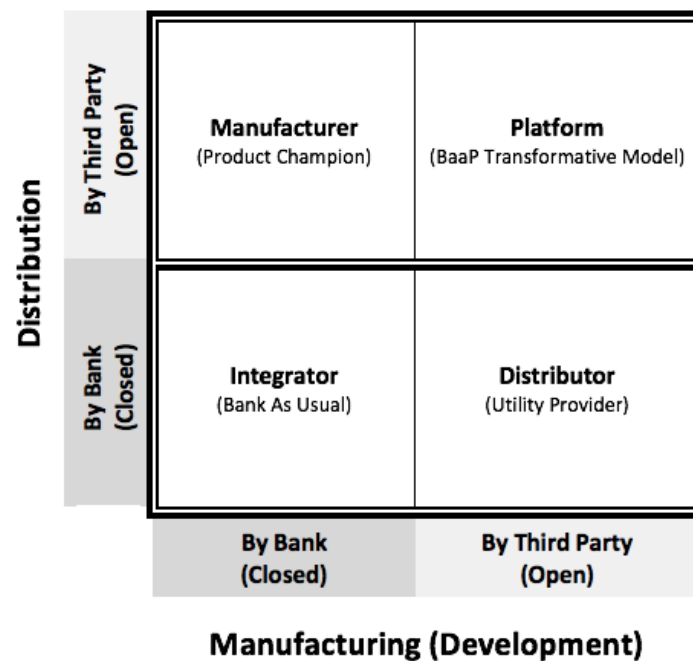 Distribution
By Third Party
(Open)
Manufacturer
(Product Champion)
Platform
(BaaP Transformative Model)
By Bank
(Closed)
Integrator
(Bank As Usual)
Distributor
(Utility Provider)
By Bank
(Closed)
By Third Party
(Open)
Manufacturing (Development)